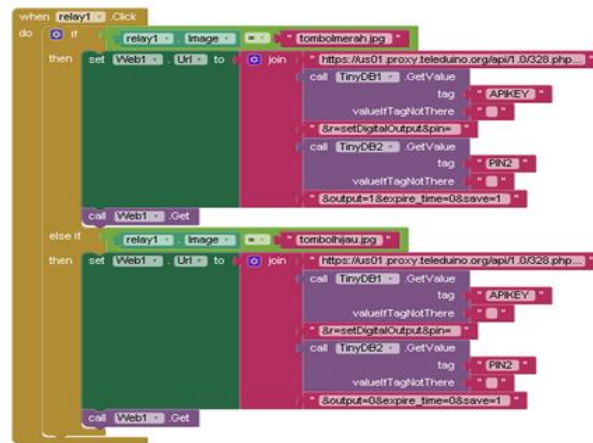 when relay1 .Click
do if relay1 . Image = " tombolmerah.jpg "
then set Web1 . Url to join " https://us01.proxy.teleduino.org/api/1.0/328.php... "
call TinyDB1 .GetValue
tag " APIKEY "
valueIfTagNotThere " "
" &r=setDigitalOutput&pin= "
call TinyDB2 .GetValue
tag " PIN2 "
valueIfTagNotThere " "
" &output=1&expire_time=0&save=1 "
call Web1 .Get
else if relay1 . Image = " tombolhijau.jpg "
then set Web1 . Url to join " https://us01.proxy.teleduino.org/api/1.0/328.php... "
call TinyDB1 .GetValue
tag " APIKEY "
valueIfTagNotThere " "
" &r=setDigitalOutput&pin= "
call TinyDB2 .GetValue
tag " PIN2 "
valueIfTagNotThere " "
" &output=0&expire_time=0&save=1 "
call Web1 .Get